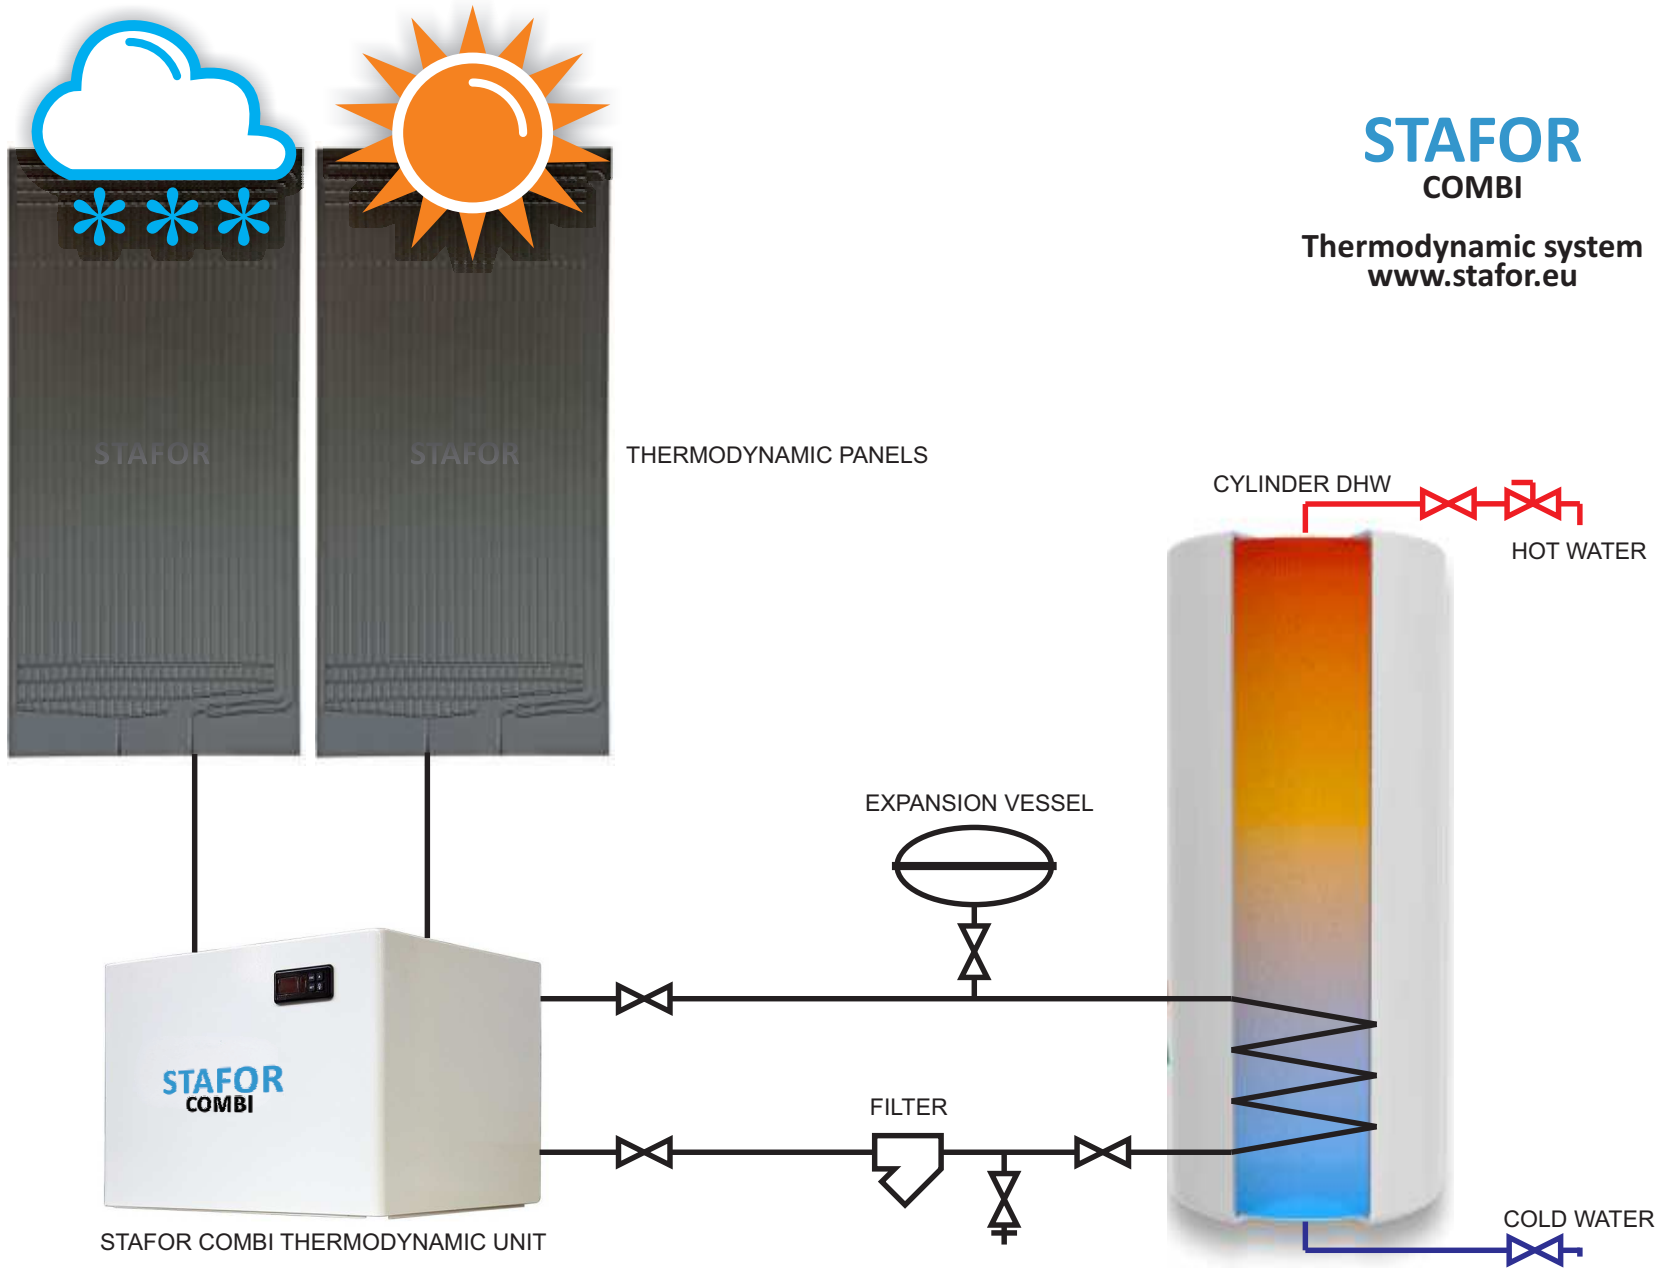 STAFOR
COMBI
Thermodynamic system
www.stafor.eu
STAFOR
STAFOR
THERMODYNAMIC PANELS
CYLINDER DHW
HOT WATER
EXPANSION VESSEL
STAFOR
COMBI
FILTER
COLD WATER
STAFOR COMBI THERMODYNAMIC UNIT